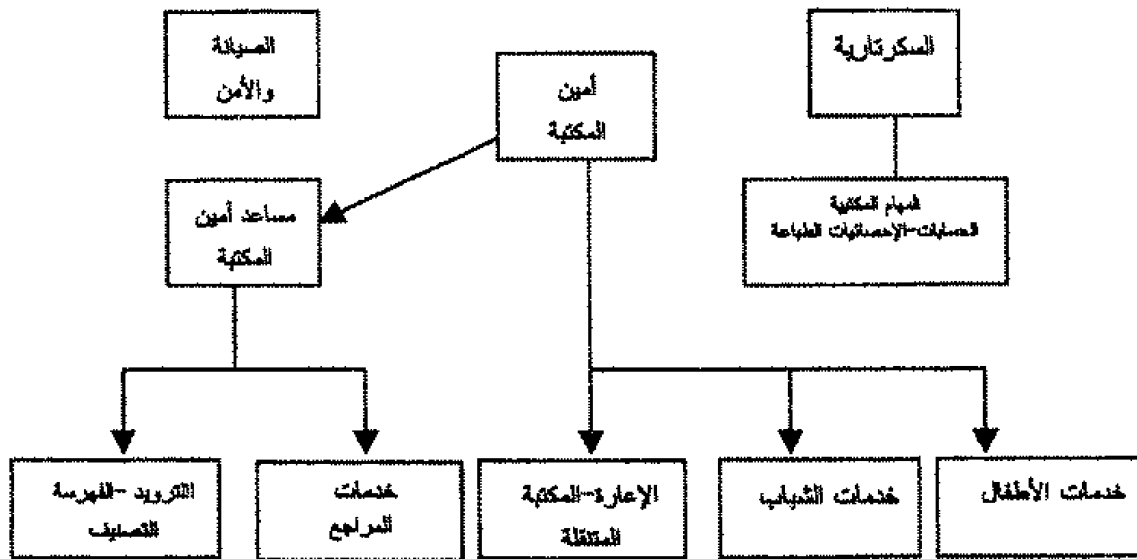 السكرتارية
أمين
المكتبة
الصيانة
والأمن
المهام المكتبية
الحسابات-الإحصائيات الطباعة
مساعد أمين
المكتبة
خدمات الأطفال
خدمات الشباب
الإعارة-المكتبة
المتنقلة
خدمات
المراجع
التزويد -الفهرسة
التصنيف